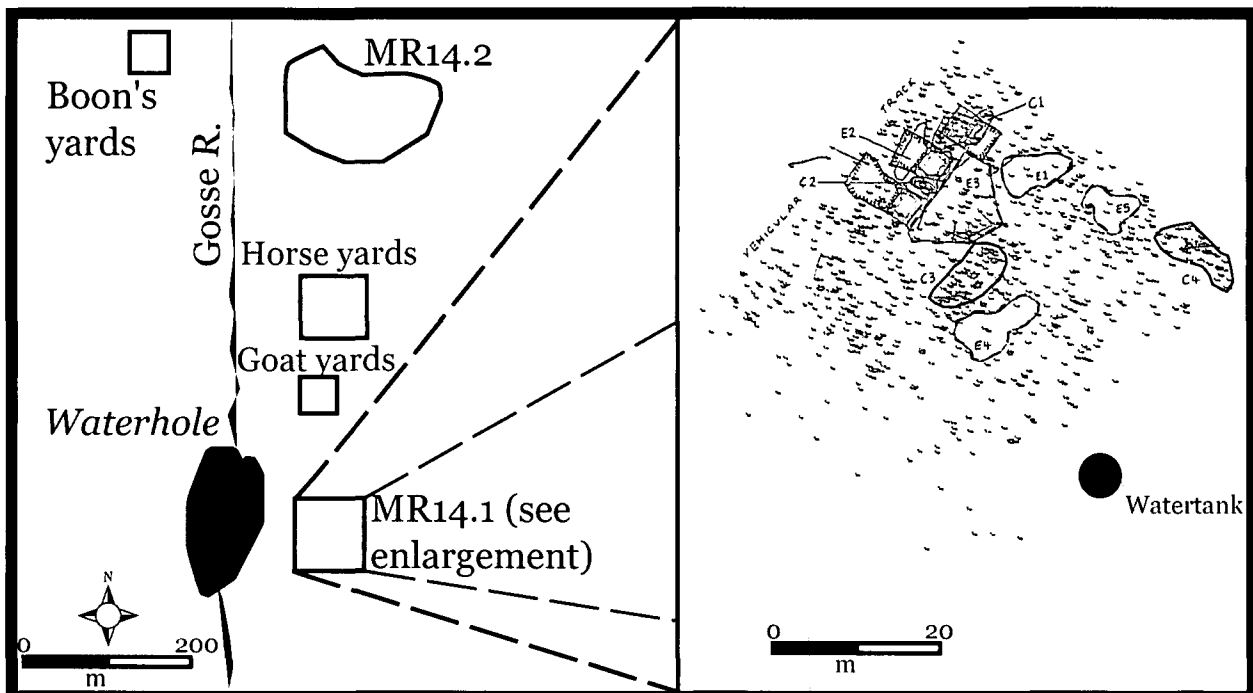 MR14.2
Boon's
yards
Gosse R.
Horse yards
Goat yards
Waterhole
MR14.1 (see
enlargement)
N
0 200
m
TRACK
C1
E2
C2
E3
E1
E5
VEHICULAR
C3
C4
E4
Watertank
0 20
m